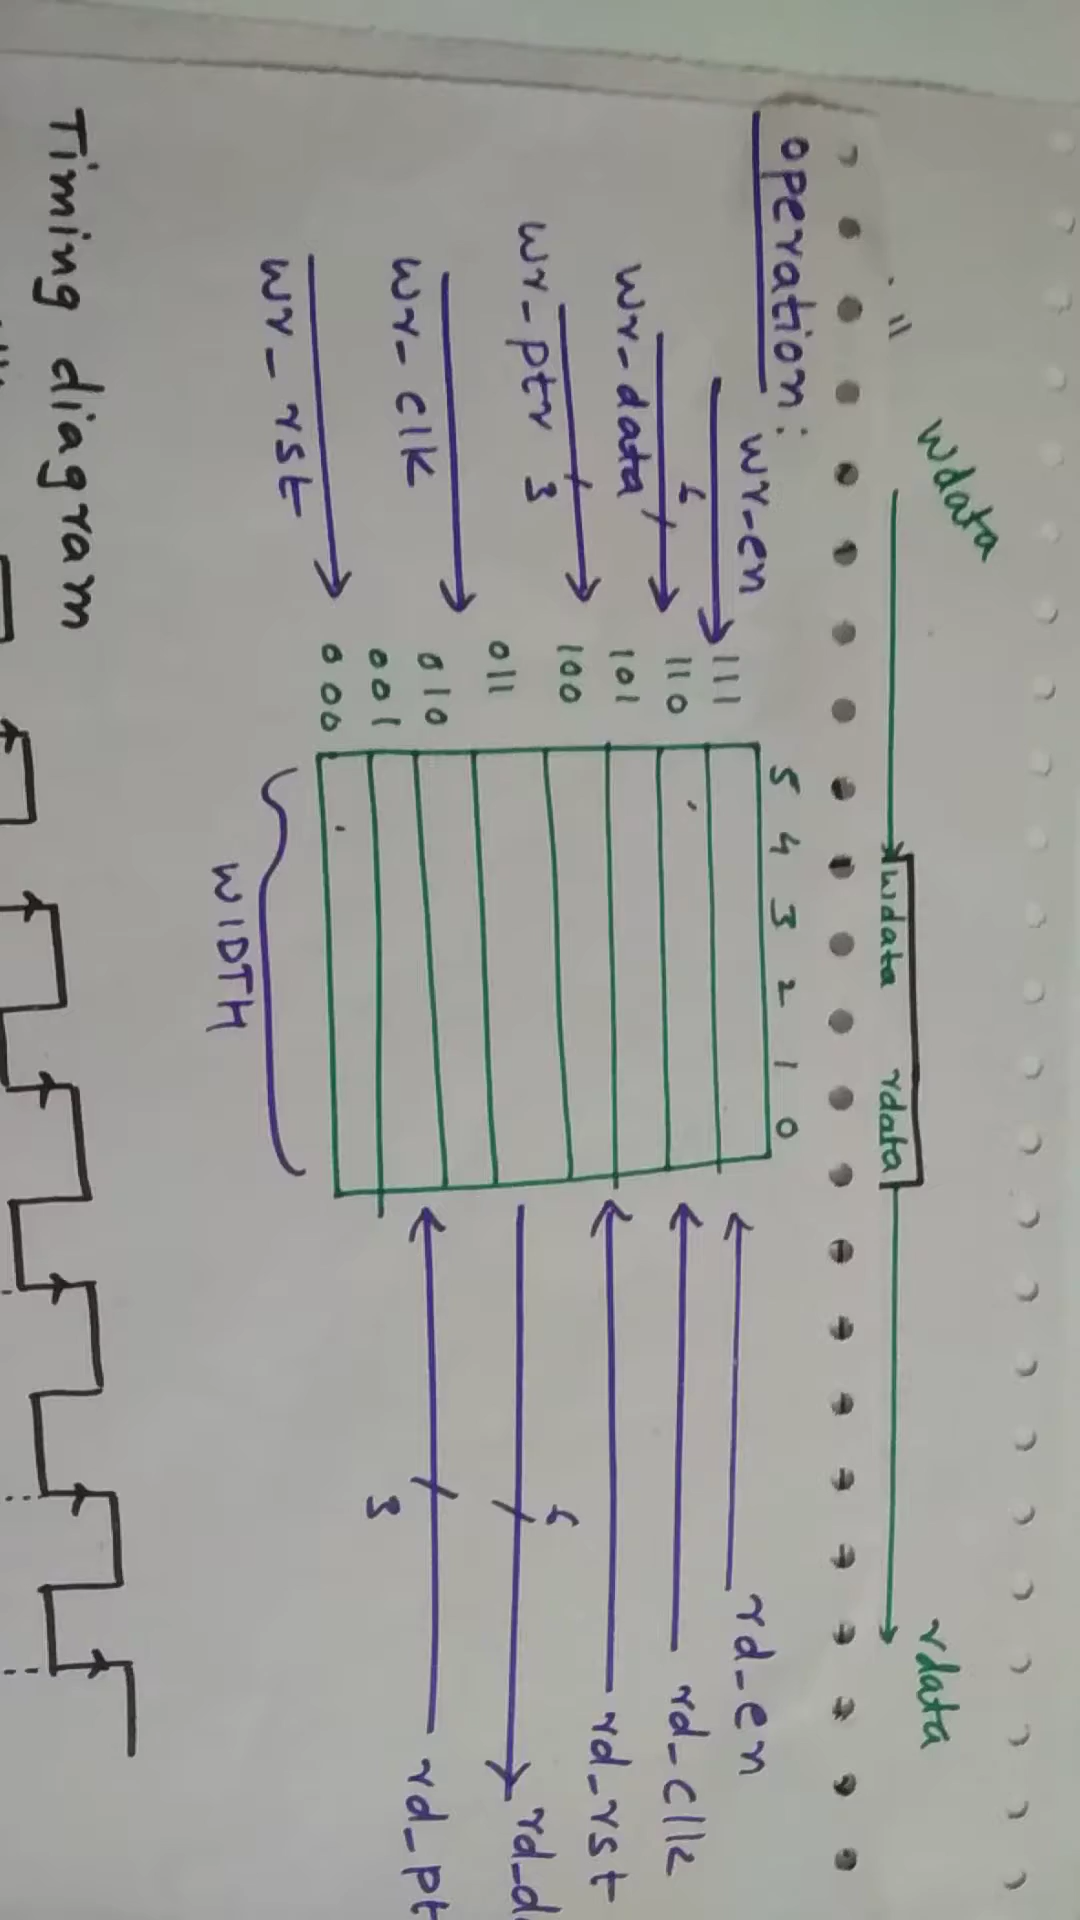 wdata
wdata rdata
rdata
operation:
wr-en
6
wr-data
wr-ptr 3
wr-clk
wr-rst
5 4 3 2 1 0
111
110
101
100
011
010
001
000
WIDTH
rd-en
rd-clk
rd-rst
6
rd-d
3
rd-pt
Timing diagram